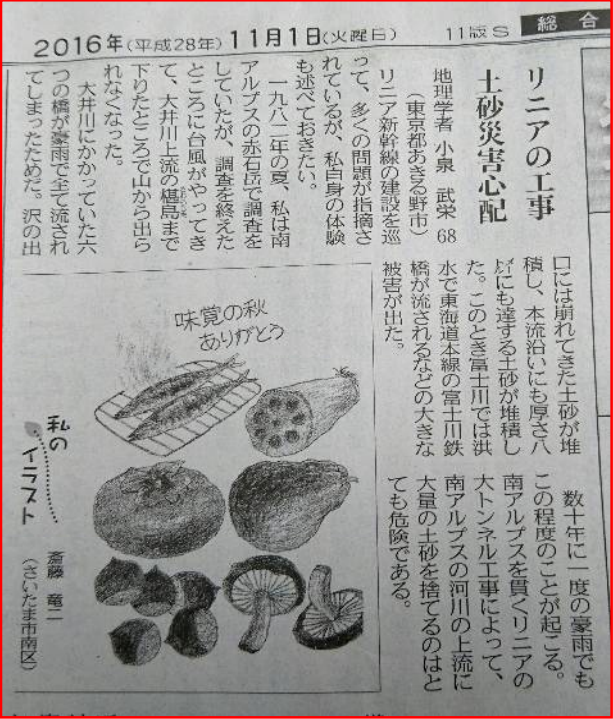 2016年(平成28年)11月1日(火曜日)
11版S
総合
リニアの工事
土砂災害心配
地理学者 小泉 武栄 68
(東京都あきる野市)
リニア新幹線の建設を巡
って、多くの問題が指摘さ
れているが、私自身の体験
も述べておきたい。
一九八二年の夏、私は南
アルプスの赤石岳で調査を
していたが、調査を終えた
ところに台風がやってき
て、大井川上流の椹島まで
下りたところで山から出ら
れなくなった。
大井川にかかっていた六
つの橋が豪雨で全て流され
てしまったためだ。沢の出
口には崩れてきた土砂が堆
積し、本流沿いにも厚さ八
㍍にも達する土砂が堆積し
た。このとき富士川では洪
水で東海道本線の富士川鉄
橋が流されるなどの大きな
被害が出た。
数十年に一度の豪雨でも
この程度のことが起こる。
南アルプスを貫くリニアの
大トンネル工事によって、
南アルプスの河川の上流に
大量の土砂を捨てるのはと
ても危険である。
味覚の秋
ありがとう
私の
イラスト
斎藤 竜二
(さいたま市南区)